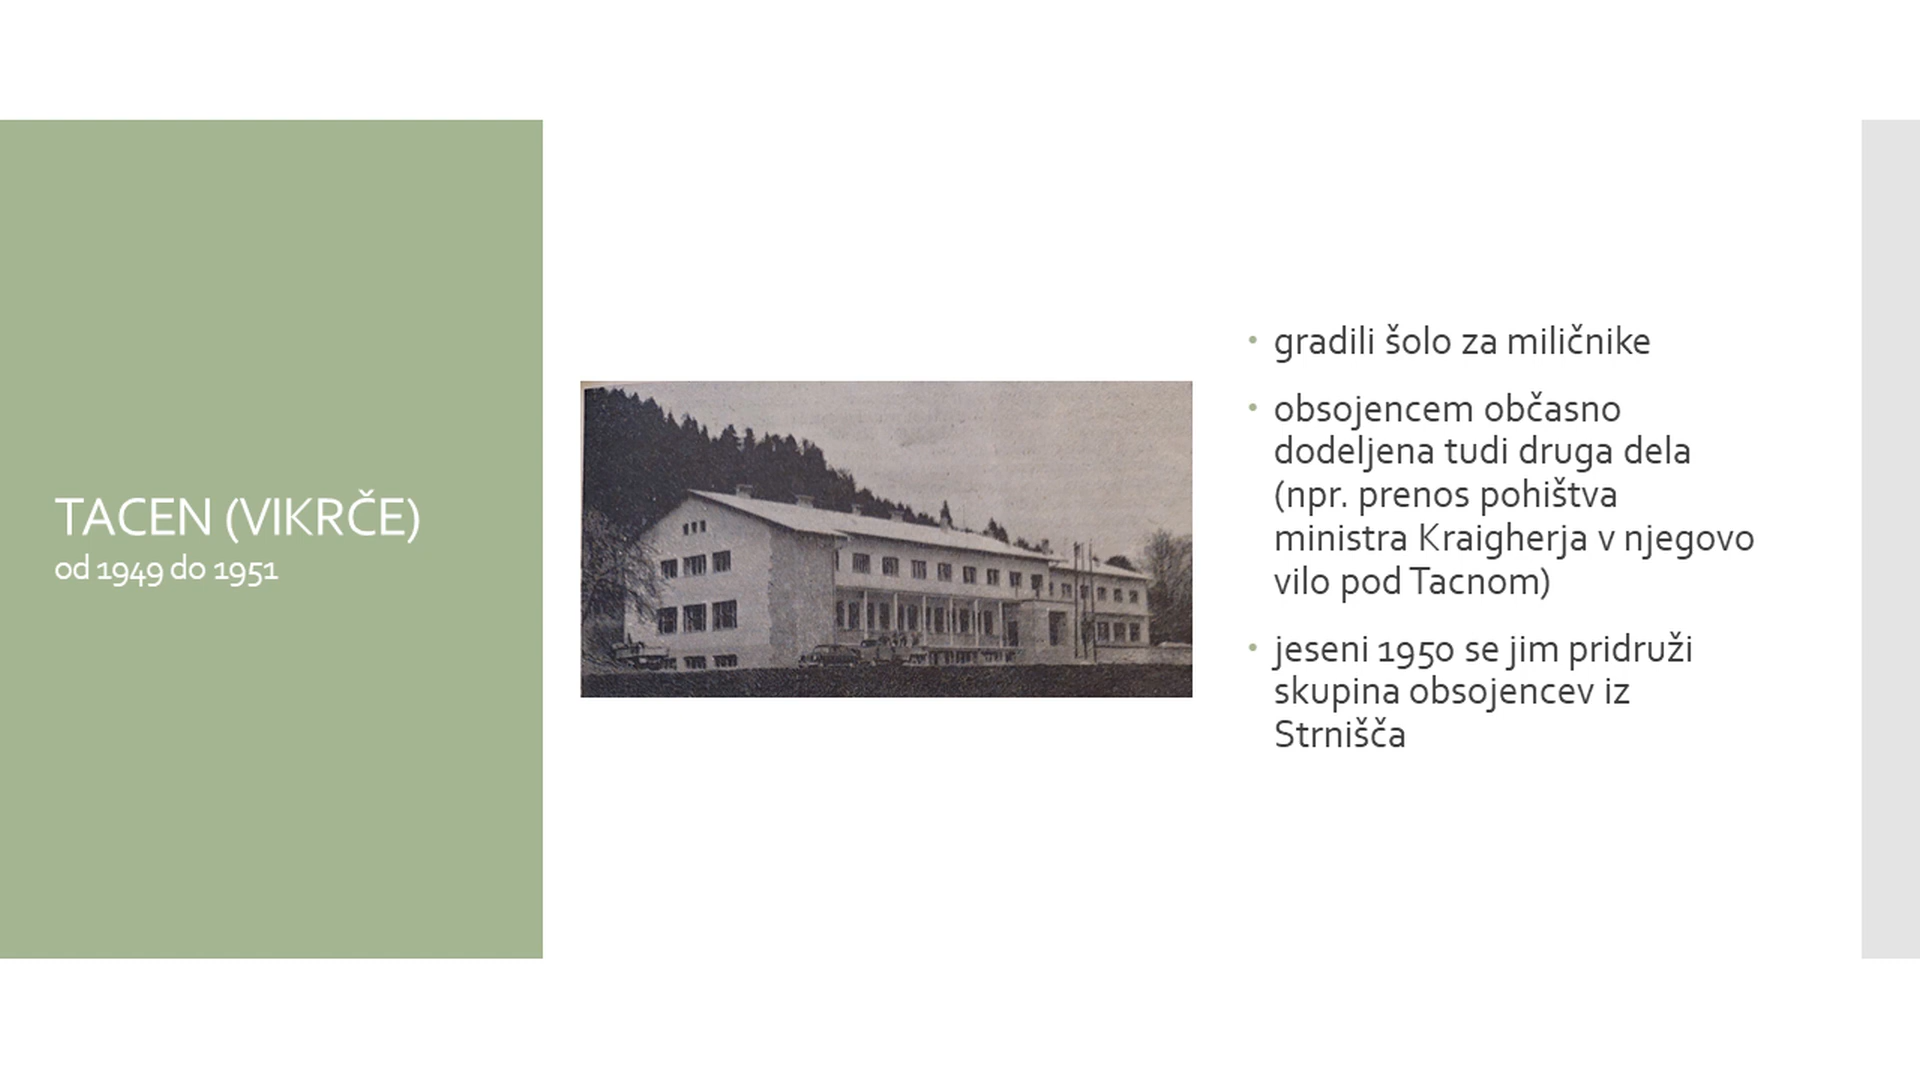 TACEN (VIKRČE)
od 1949 do 1951
• gradili šolo za miličnike
• obsojencem občasno
dodeljena tudi druga dela
(npr. prenos pohištva
ministra Kraigherja v njegovo
vilo pod Tacnom)
• jeseni 1950 se jim pridruži
skupina obsojencev iz
Strnišča